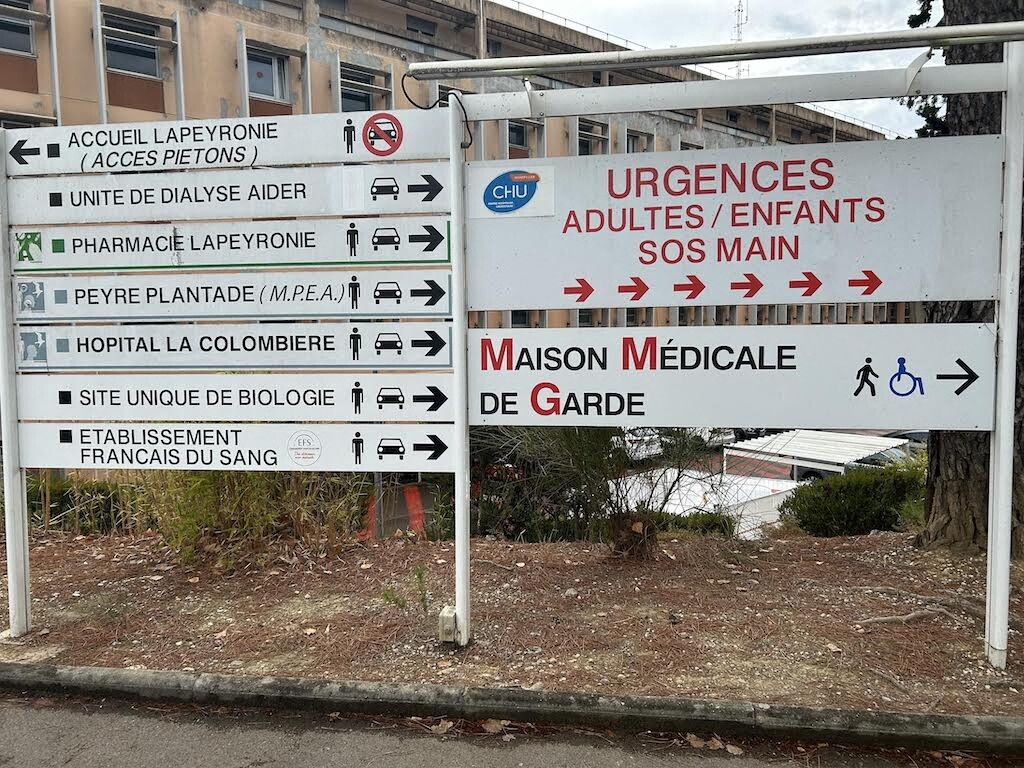 ACCUEIL LAPEYRONIE
( ACCES PIETONS )
UNITE DE DIALYSE AIDER
PHARMACIE LAPEYRONIE
PEYRE PLANTADE ( M.P.E.A.)
HOPITAL LA COLOMBIERE
SITE UNIQUE DE BIOLOGIE
ETABLISSEMENT
FRANCAIS DU SANG
EFS
CHU
URGENCES
ADULTES / ENFANTS
SOS MAIN
MAISON MÉDICALE
DE GARDE